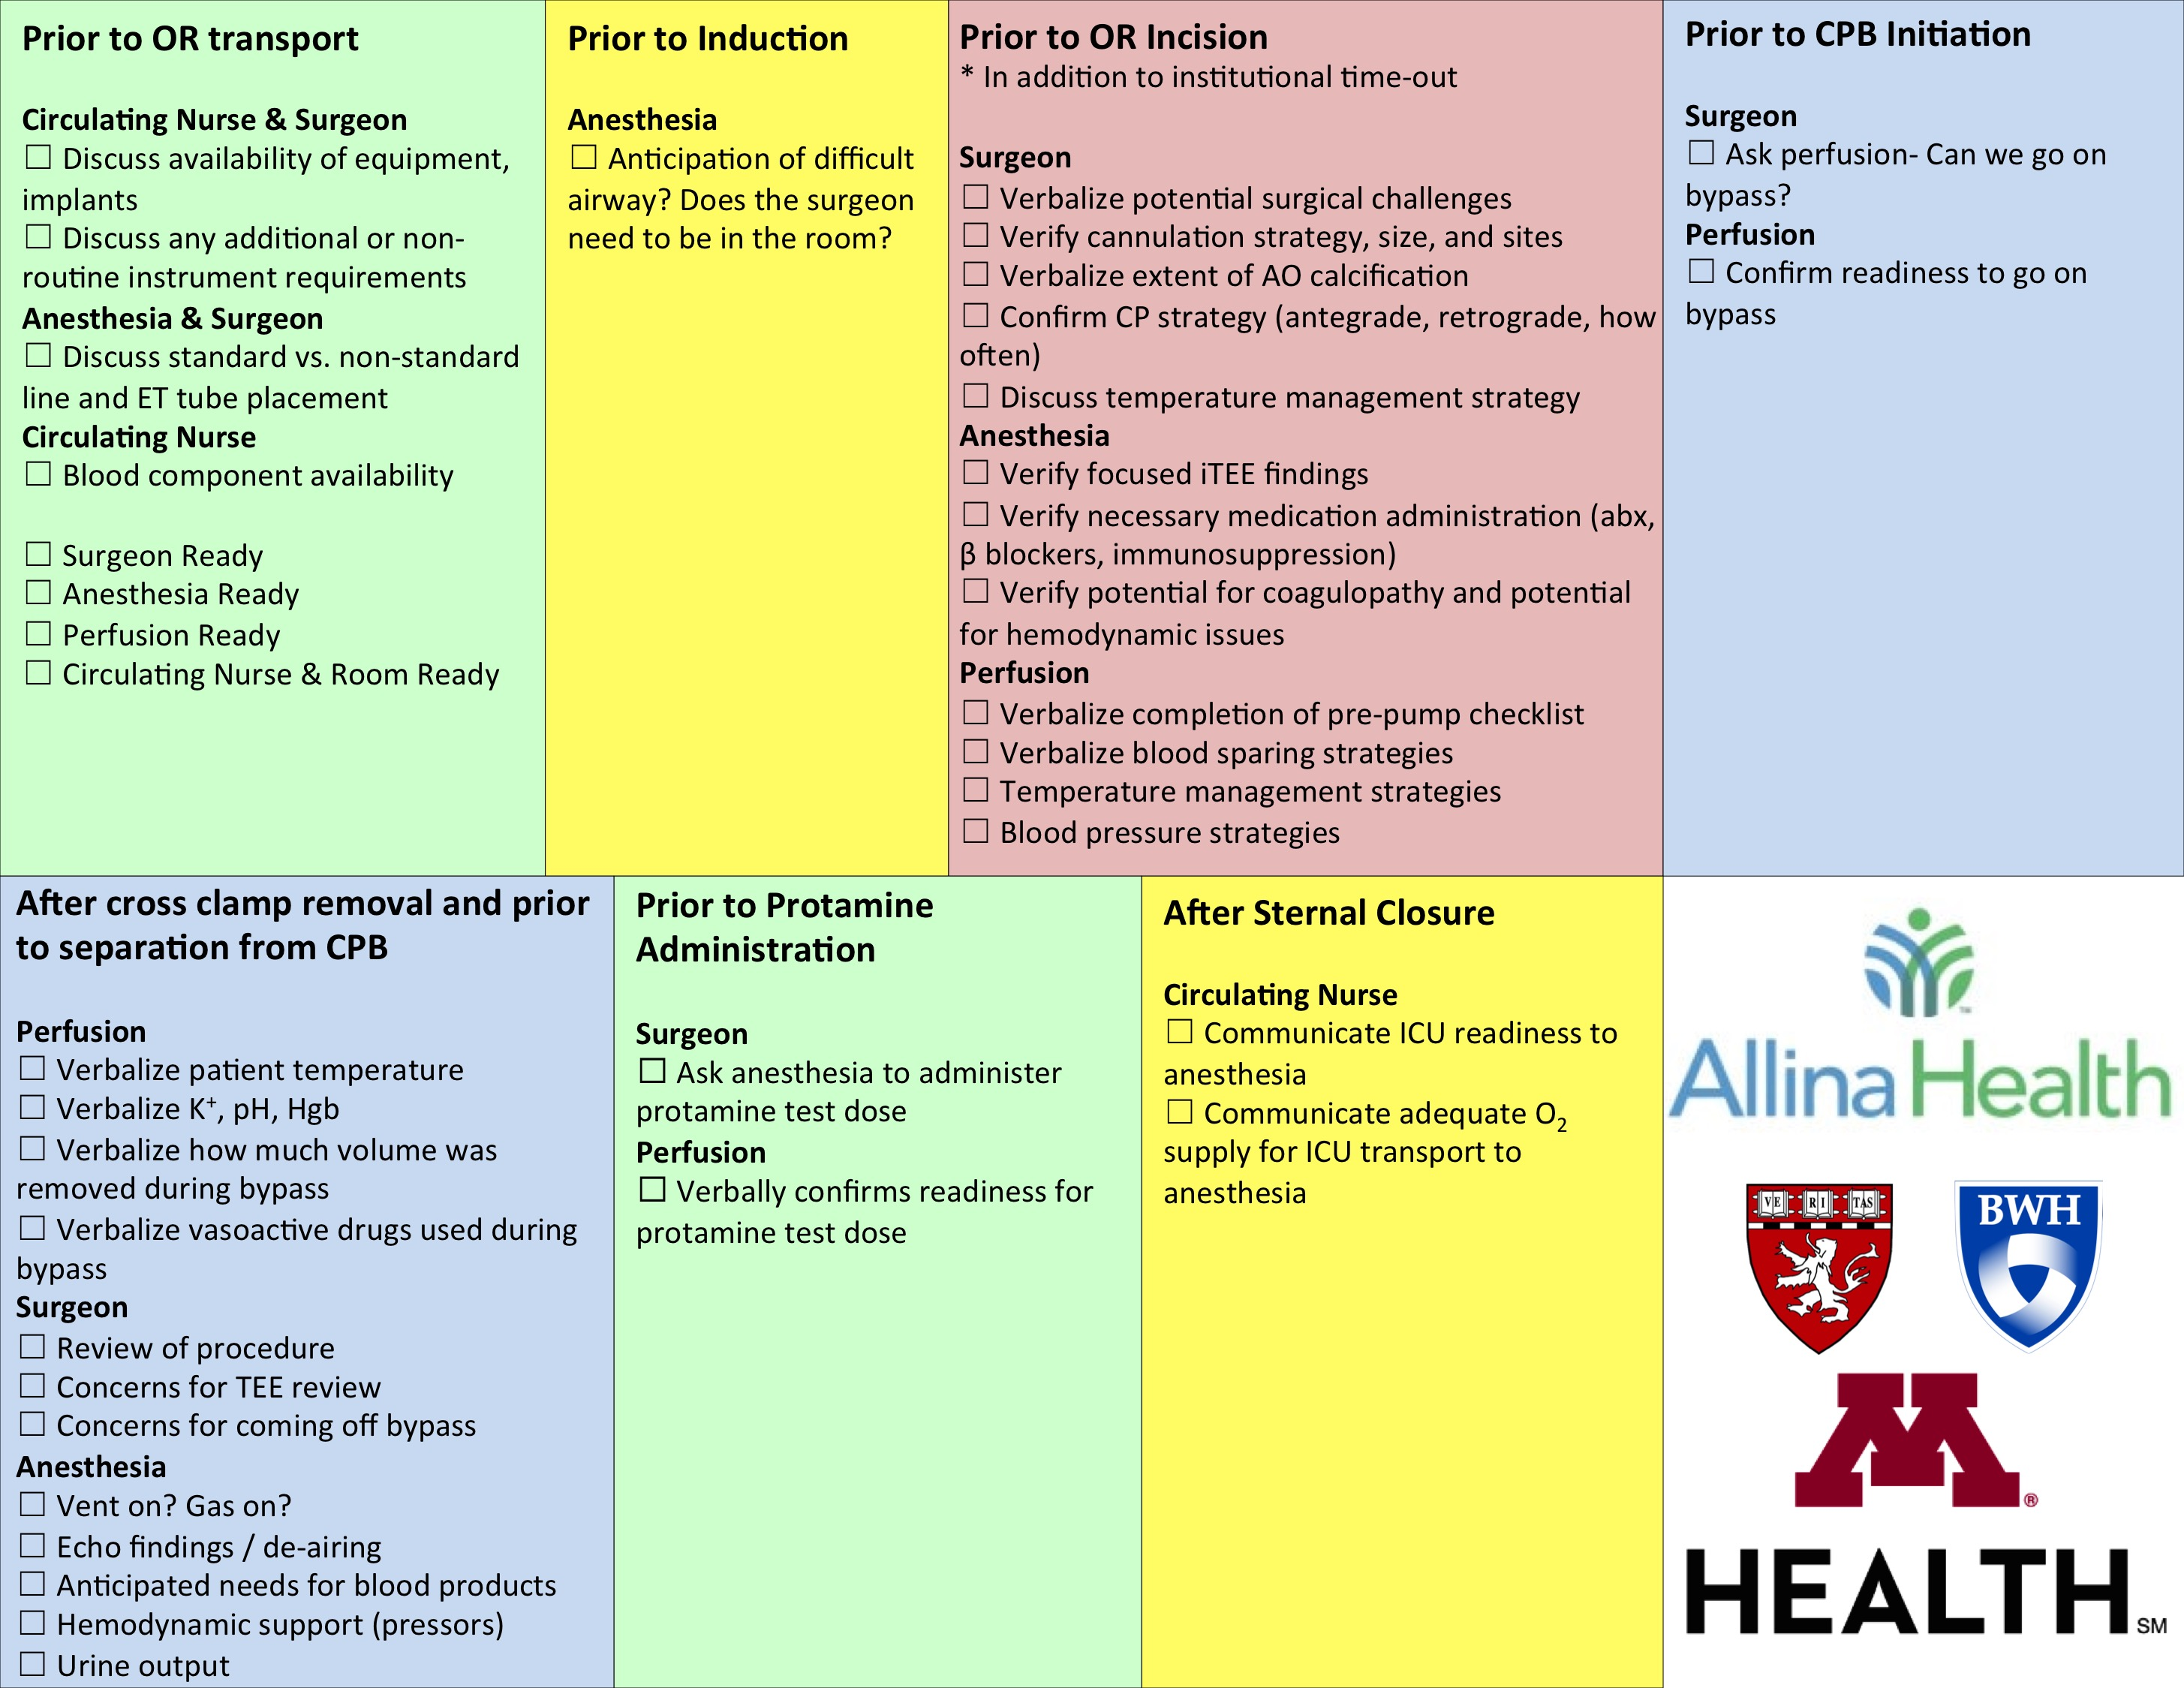 Prior to OR transport
Circulating Nurse & Surgeon
☐ Discuss availability of equipment,
implants
☐ Discuss any additional or non-
routine instrument requirements
Anesthesia & Surgeon
☐ Discuss standard vs. non-standard
line and ET tube placement
Circulating Nurse
☐ Blood component availability
☐ Surgeon Ready
☐ Anesthesia Ready
☐ Perfusion Ready
☐ Circulating Nurse & Room Ready
Prior to Induction
Anesthesia
☐ Anticipation of difficult
airway? Does the surgeon
need to be in the room?
Prior to OR Incision
* In addition to institutional time-out
Surgeon
☐ Verbalize potential surgical challenges
☐ Verify cannulation strategy, size, and sites
☐ Verbalize extent of AO calcification
☐ Confirm CP strategy (antegrade, retrograde, how
often)
☐ Discuss temperature management strategy
Anesthesia
☐ Verify focused iTEE findings
☐ Verify necessary medication administration (abx,
β blockers, immunosuppression)
☐ Verify potential for coagulopathy and potential
for hemodynamic issues
Perfusion
☐ Verbalize completion of pre-pump checklist
☐ Verbalize blood sparing strategies
☐ Temperature management strategies
☐ Blood pressure strategies
Prior to CPB Initiation
Surgeon
☐ Ask perfusion- Can we go on
bypass?
Perfusion
☐ Confirm readiness to go on
bypass
After cross clamp removal and prior
to separation from CPB
Perfusion
☐ Verbalize patient temperature
☐ Verbalize K⁺, pH, Hgb
☐ Verbalize how much volume was
removed during bypass
☐ Verbalize vasoactive drugs used during
bypass
Surgeon
☐ Review of procedure
☐ Concerns for TEE review
☐ Concerns for coming off bypass
Anesthesia
☐ Vent on? Gas on?
☐ Echo findings / de-airing
☐ Anticipated needs for blood products
☐ Hemodynamic support (pressors)
☐ Urine output
Prior to Protamine
Administration
Surgeon
☐ Ask anesthesia to administer
protamine test dose
Perfusion
☐ Verbally confirms readiness for
protamine test dose
After Sternal Closure
Circulating Nurse
☐ Communicate ICU readiness to
anesthesia
☐ Communicate adequate O₂
supply for ICU transport to
anesthesia
Allina Health
VE RI TAS
BWH
M®
HEALTH SM